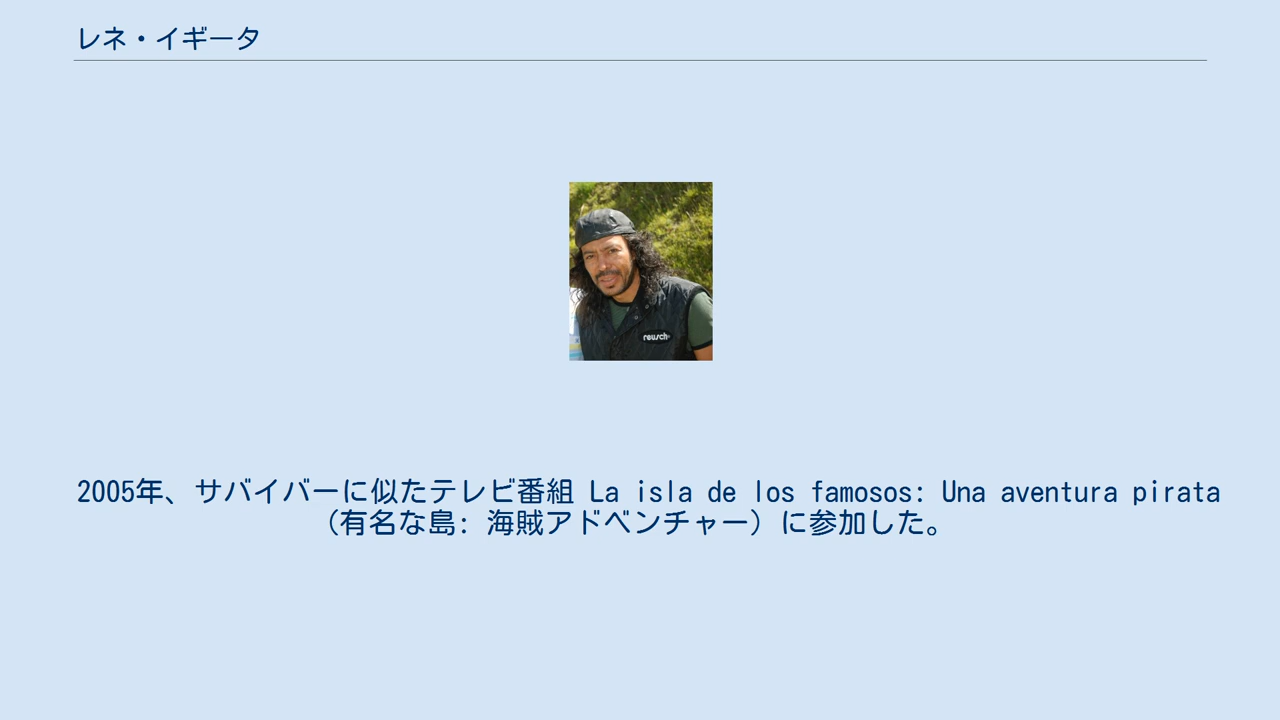 レネ・イギータ
reusch
2005年、サバイバーに似たテレビ番組 La isla de los famosos: Una aventura pirata
（有名な島: 海賊アドベンチャー）に参加した。